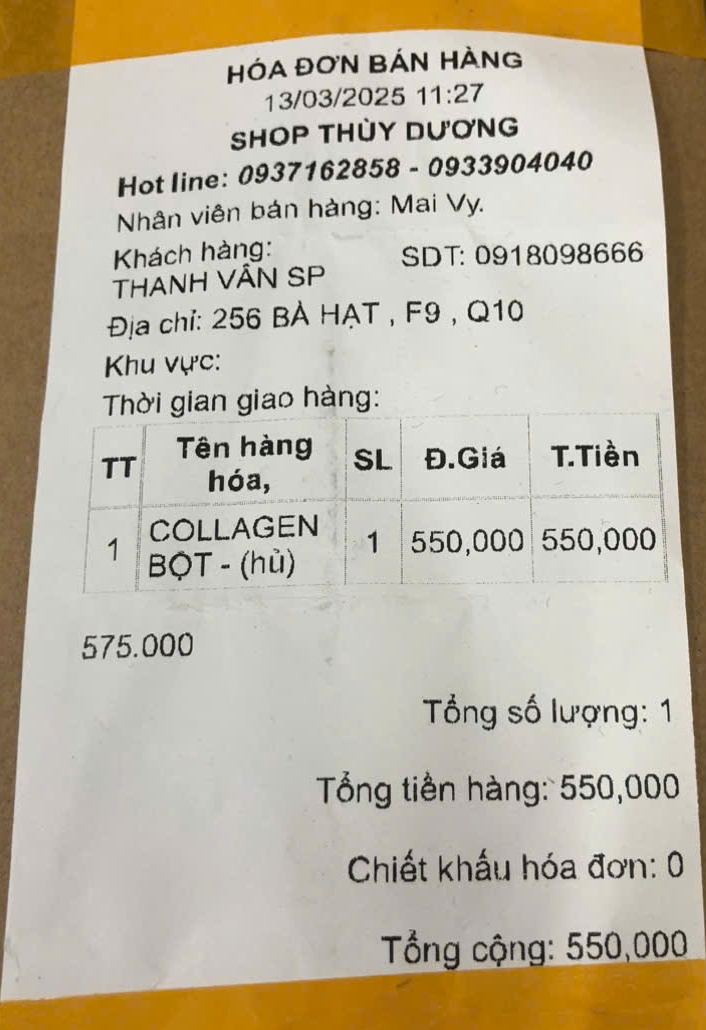 HÓA ĐƠN BÁN HÀNG
13/03/2025 11:27
SHOP THÙY DƯƠNG
Hot line: 0937162858 - 0933904040
Nhân viên bán hàng: Mai Vy.
Khách hàng: SDT: 0918098666
THANH VÂN SP
Địa chỉ: 256 BÀ HẠT , F9 , Q10
Khu vực:
Thời gian giao hàng:
TT Tên hàng hóa, SL Đ.Giá T.Tiền
1 COLLAGEN BỘT - (hủ) 1 550,000 550,000
575.000
Tổng số lượng: 1
Tổng tiền hàng: 550,000
Chiết khấu hóa đơn: 0
Tổng cộng: 550,000